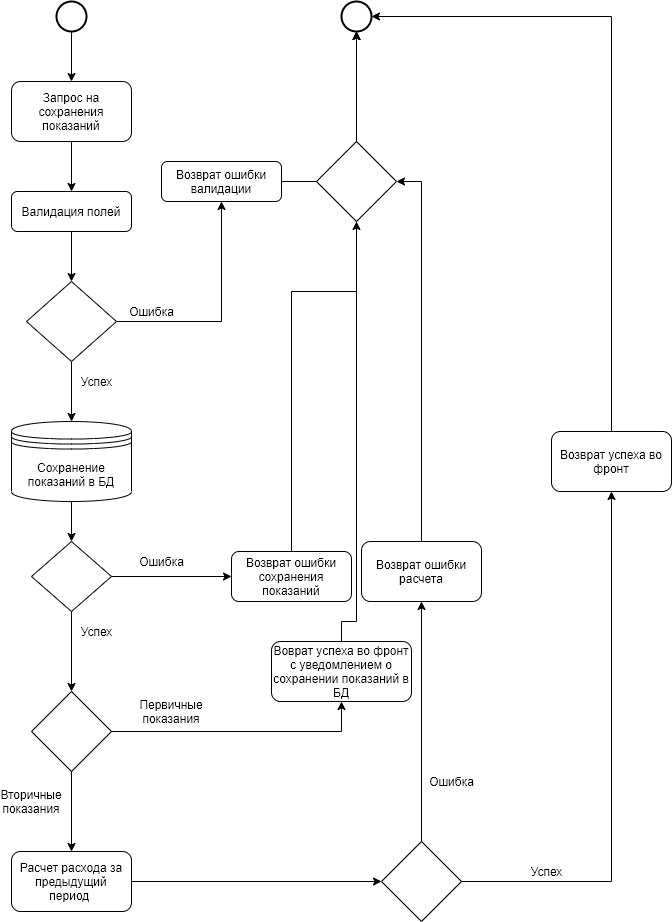 Запрос на
сохранения
показаний
Возврат ошибки
валидации
Валидация полей
Ошибка
Успех
Сохранение
показаний в БД
Возврат успеха во
фронт
Ошибка
Возврат ошибки
сохранения
показаний
Возврат ошибки
расчета
Успех
Воврат успеха во фронт
с уведомлением о
сохранении показаний в
БД
Первичные
показания
Вторичные
показания
Ошибка
Расчет расхода за
предыдущий
период
Успех